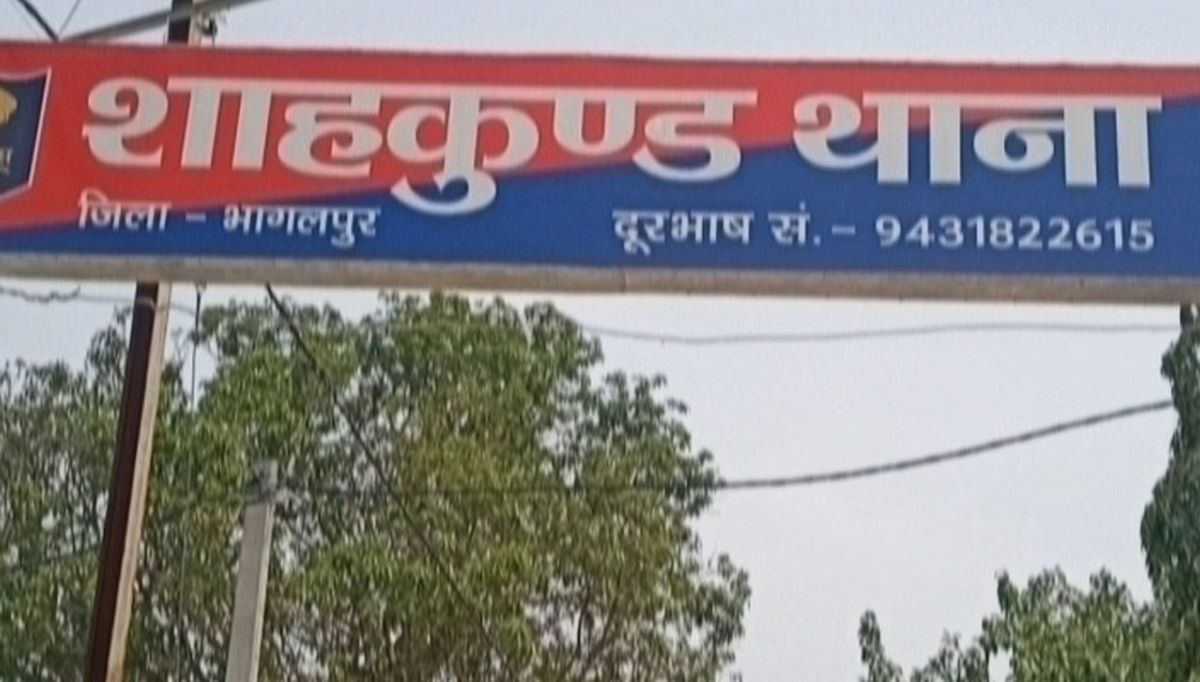 शाहकुण्ड थाना
जिला - भागलपुर
दूरभाष सं.- 9431822615